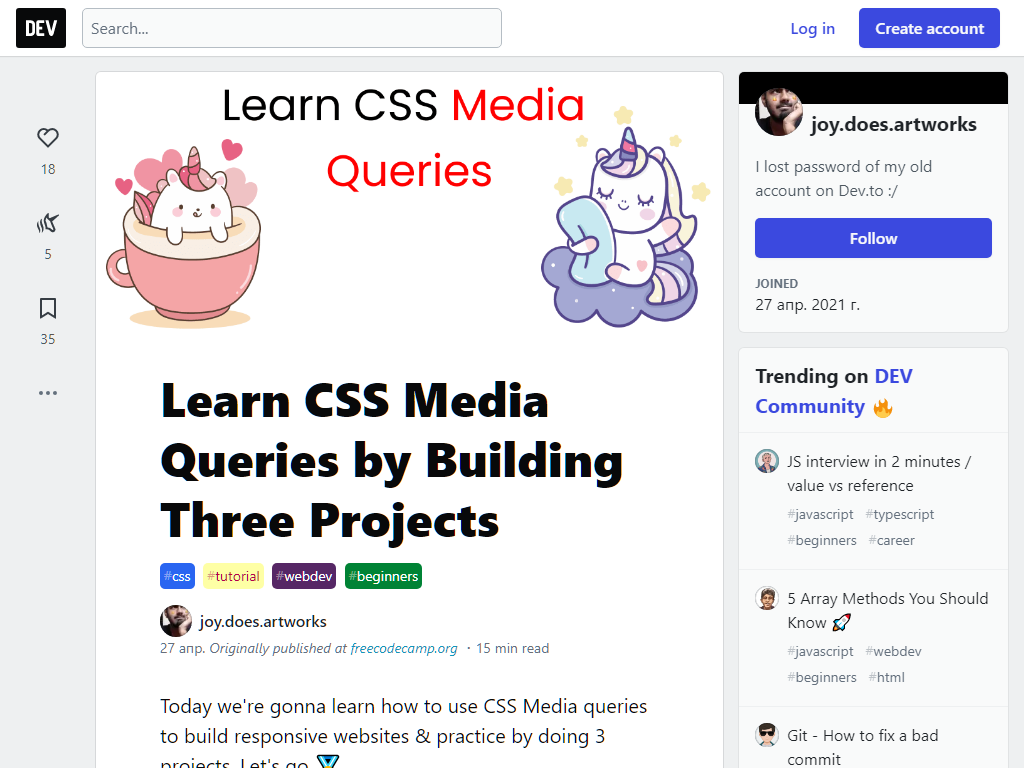 DEV
Search...
Log in
Create account
18
5
35
Learn CSS Media
Queries
Learn CSS Media
Queries by Building
Three Projects
#css #tutorial #webdev #beginners
joy.does.artworks
27 апр. Originally published at freecodecamp.org ・15 min read
Today we're gonna learn how to use CSS Media queries
to build responsive websites & practice by doing 3
projects. Let's go
joy.does.artworks
I lost password of my old
account on Dev.to :/
Follow
JOINED
27 апр. 2021 г.
Trending on DEV
Community 🔥
JS interview in 2 minutes /
value vs reference
#javascript #typescript
#beginners #career
5 Array Methods You Should
Know 🚀
#javascript #webdev
#beginners #html
Git - How to fix a bad
commit